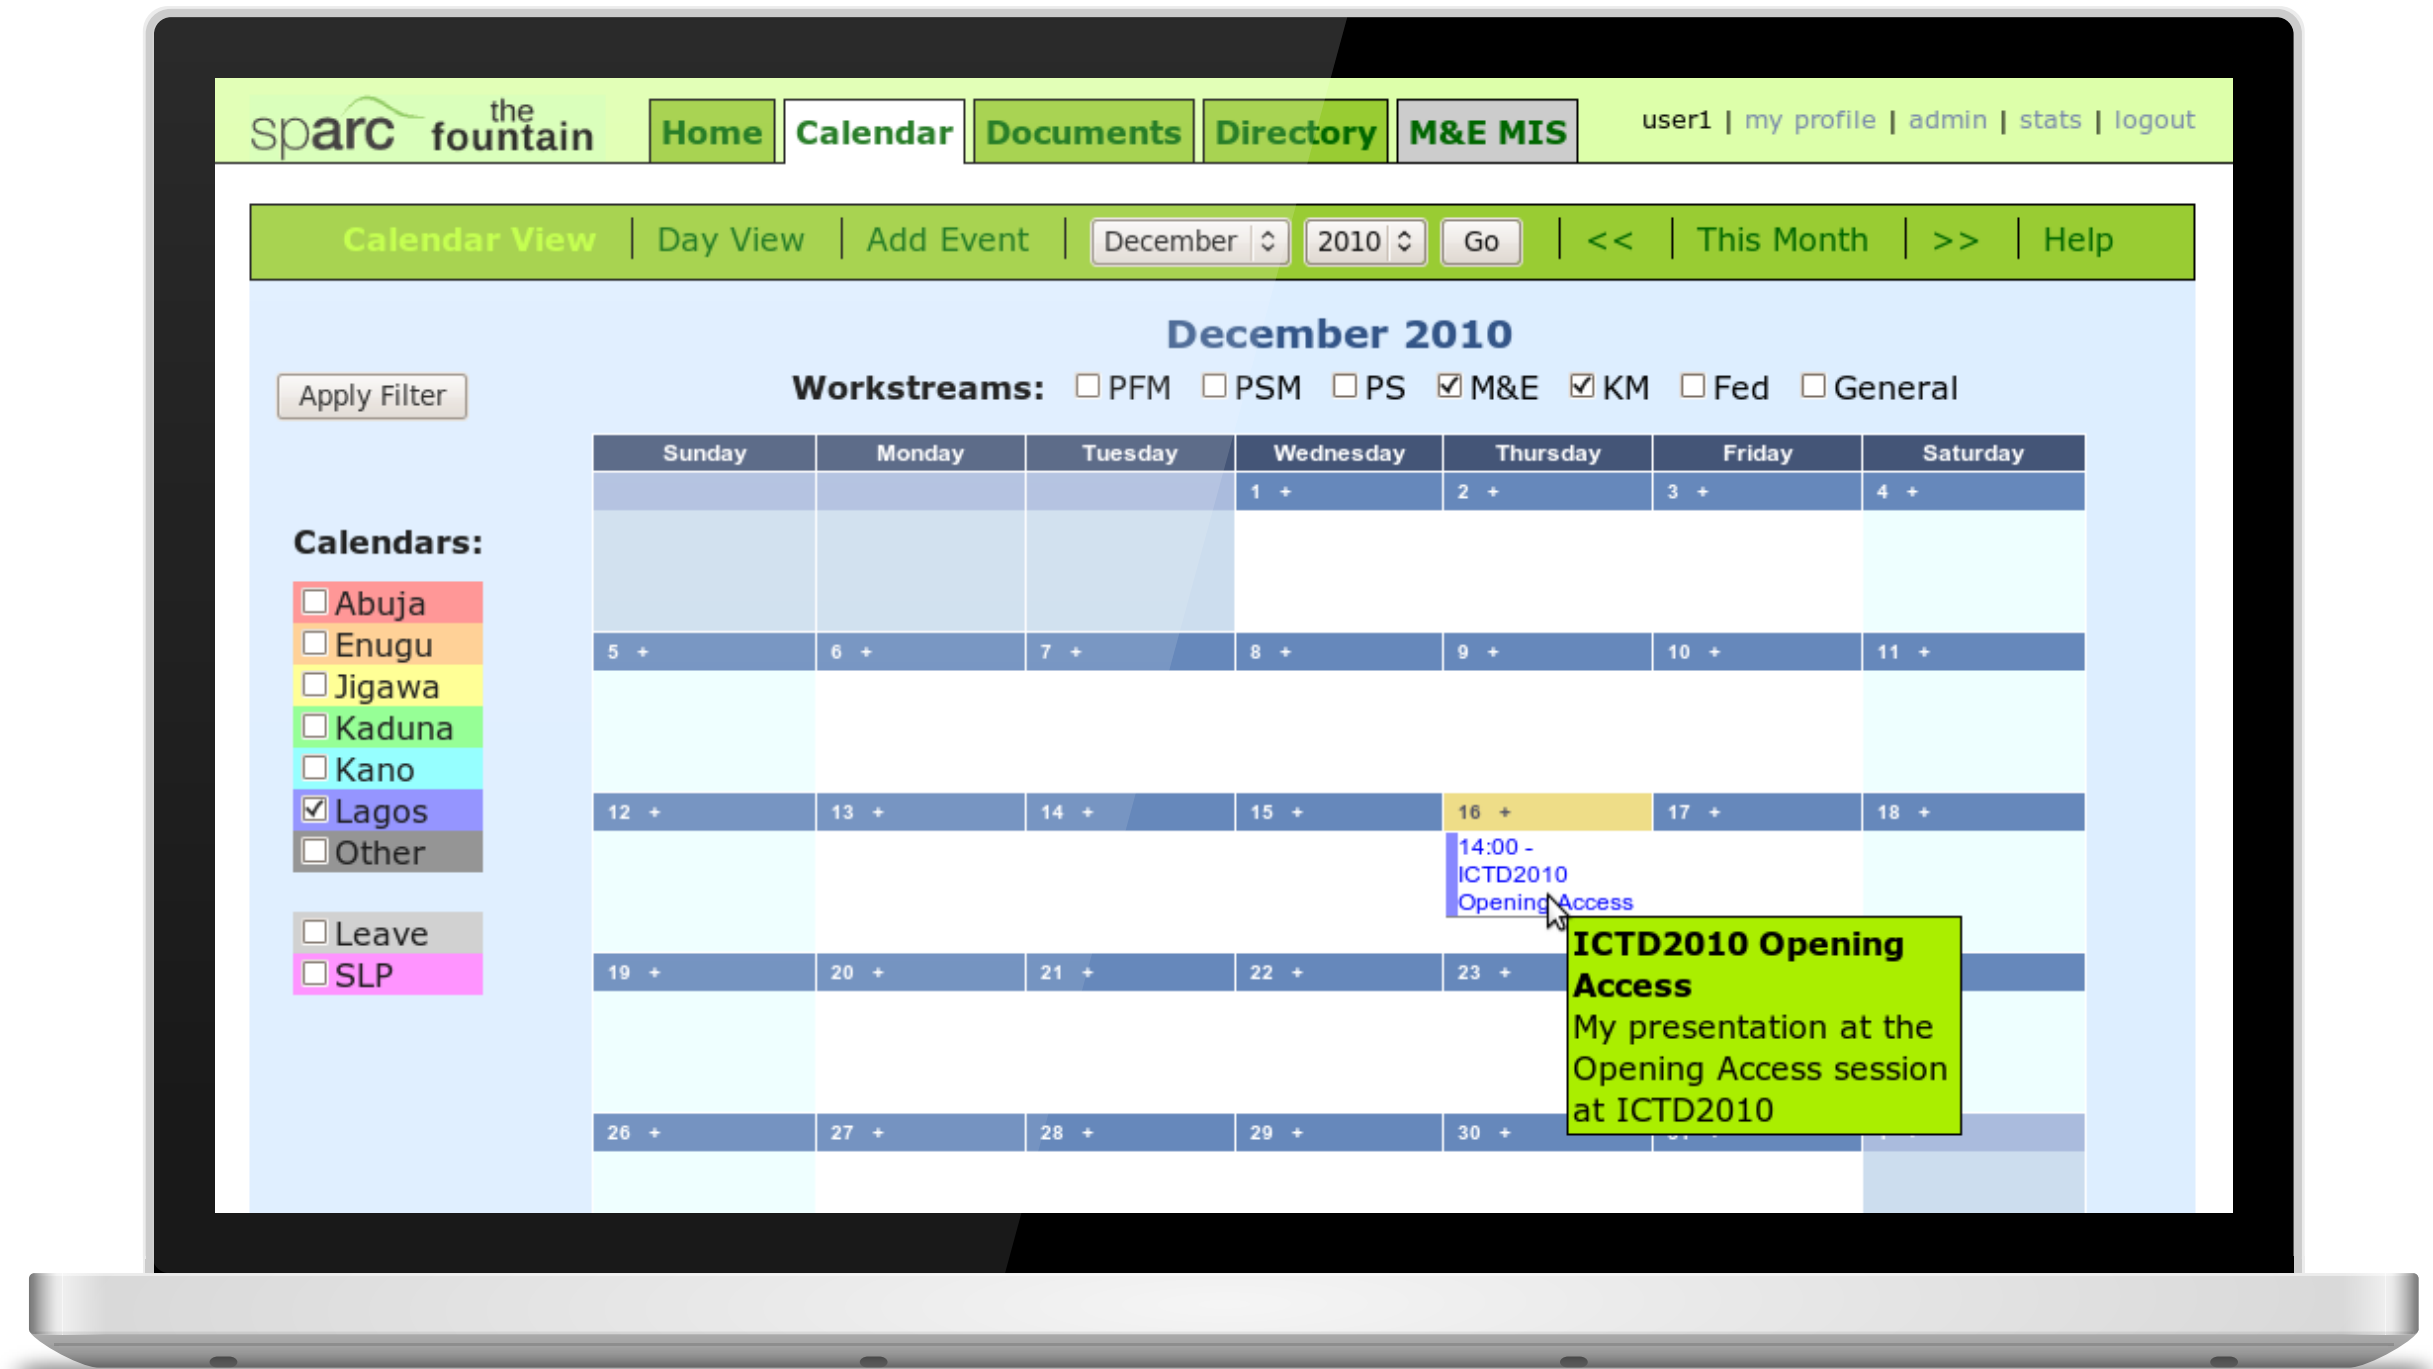 sparc the fountain
Home Calendar Documents Directory M&E MIS
user1 | my profile | admin | stats | logout
Calendar View | Day View | Add Event | December 2010 Go | << | This Month | >> | Help
December 2010
Apply Filter
Workstreams: PFM PSM PS M&E KM Fed General
Calendars:
Abuja
Enugu
Jigawa
Kaduna
Kano
Lagos
Other
Leave
SLP
Sunday Monday Tuesday Wednesday Thursday Friday Saturday
1 + 2 + 3 + 4 +
5 + 6 + 7 + 8 + 9 + 10 + 11 +
12 + 13 + 14 + 15 + 16 + 17 + 18 +
14:00 -
ICTD2010
Opening Access
19 + 20 + 21 + 22 + 23 +
26 + 27 + 28 + 29 + 30 +
ICTD2010 Opening
Access
My presentation at the
Opening Access session
at ICTD2010